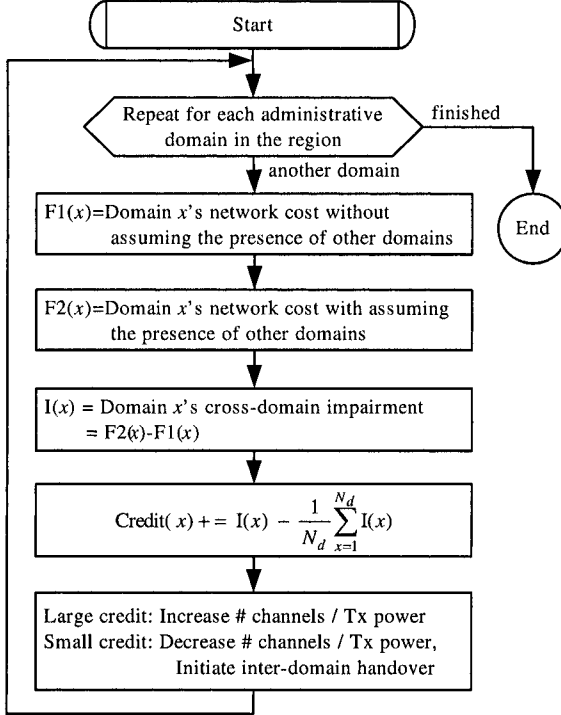 Start
Repeat for each administrative
domain in the region
finished
another domain
End
F1(x)=Domain x's network cost without
assuming the presence of other domains
F2(x)=Domain x's network cost with assuming
the presence of other domains
I(x) = Domain x's cross-domain impairment
= F2(x)-F1(x)
Credit( x) + = I(x) − \frac{1}{N_d} \sum_{x=1}^{N_d} I(x)
Large credit: Increase # channels / Tx power
Small credit: Decrease # channels / Tx power,
Initiate inter-domain handover